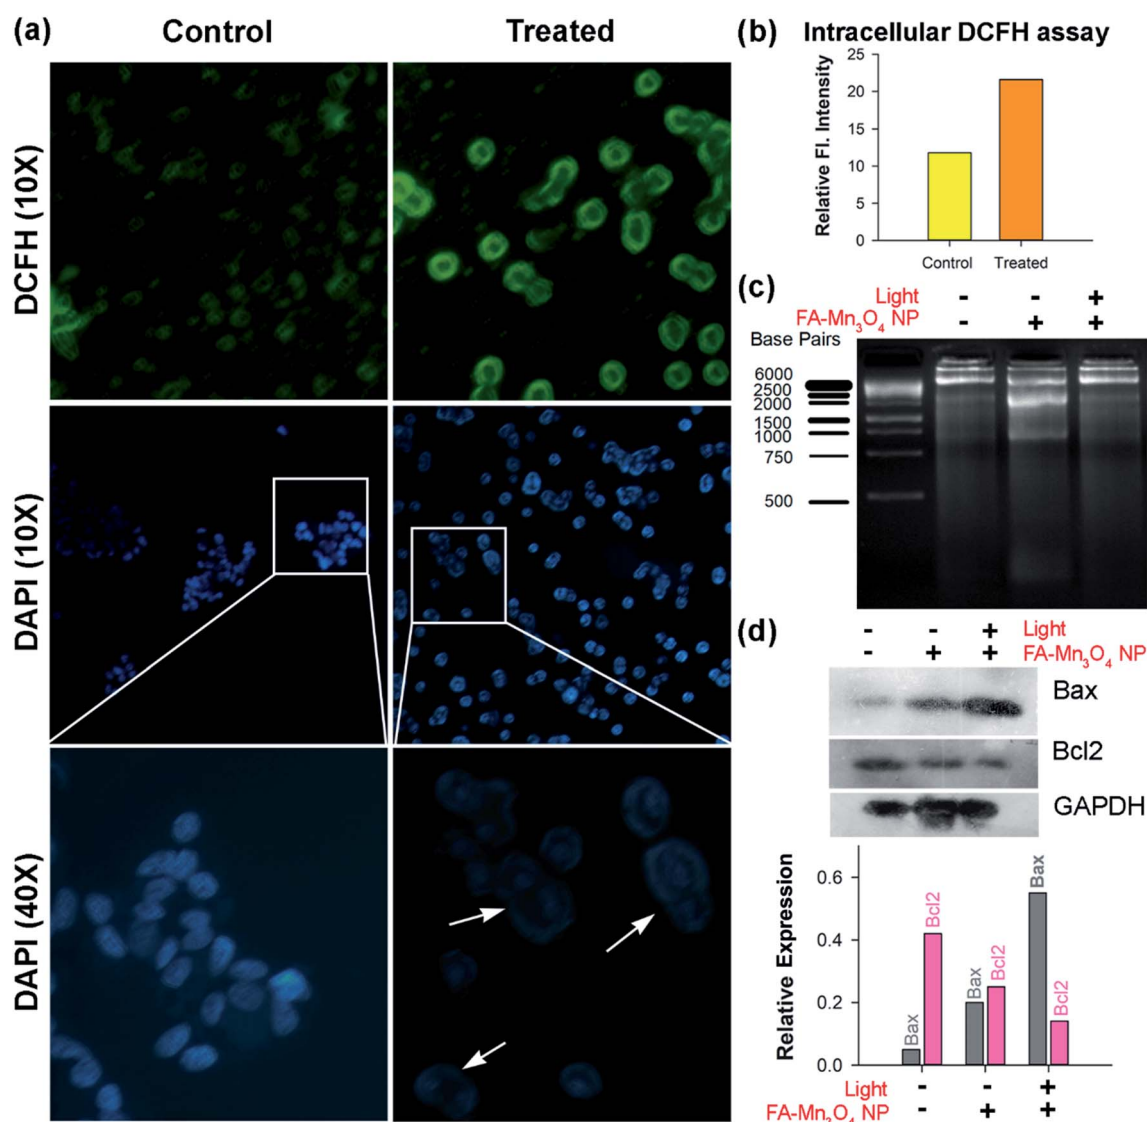 (a)
Control
Treated
DCFH (10X)
DAPI (10X)
DAPI (40X)
(b) Intracellular DCFH assay
Relative Fl. Intensity
25
20
15
10
5
0
Control
Treated
(c)
Light - - +
FA-Mn₃O₄ NP - + +
Base Pairs
6000
2500
2000
1500
1000
750
500
(d)
- - + Light
- + + FA-Mn₃O₄ NP
Bax
Bcl2
GAPDH
Relative Expression
0.6
0.4
0.2
0.0
Bax
Bcl2
Bax
Bcl2
Bax
Bcl2
Light - - +
FA-Mn₃O₄ NP - + +